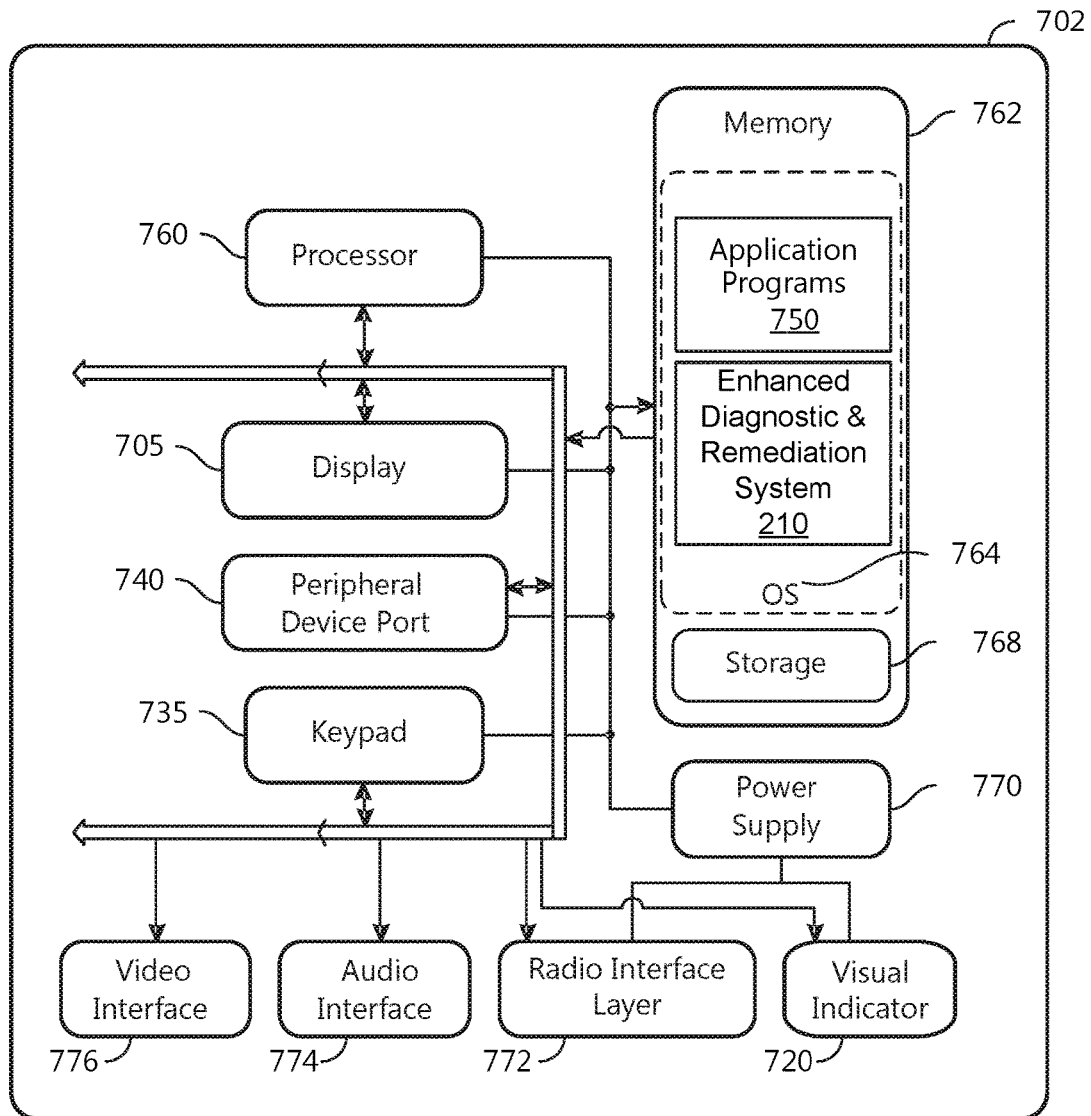 702
Memory
762
760
Processor
Application
Programs
750
Enhanced
Diagnostic &
Remediation
System
210
705
Display
764
OS
740
Peripheral
Device Port
768
Storage
735
Keypad
Power
Supply
770
Video
Interface
Audio
Interface
Radio Interface
Layer
Visual
Indicator
776
774
772
720